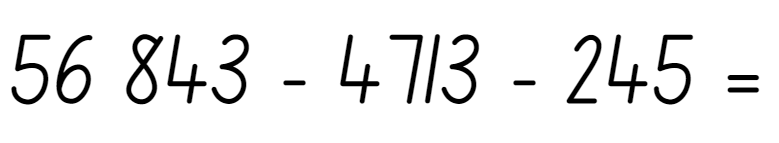 56 843 - 4713 - 245 =